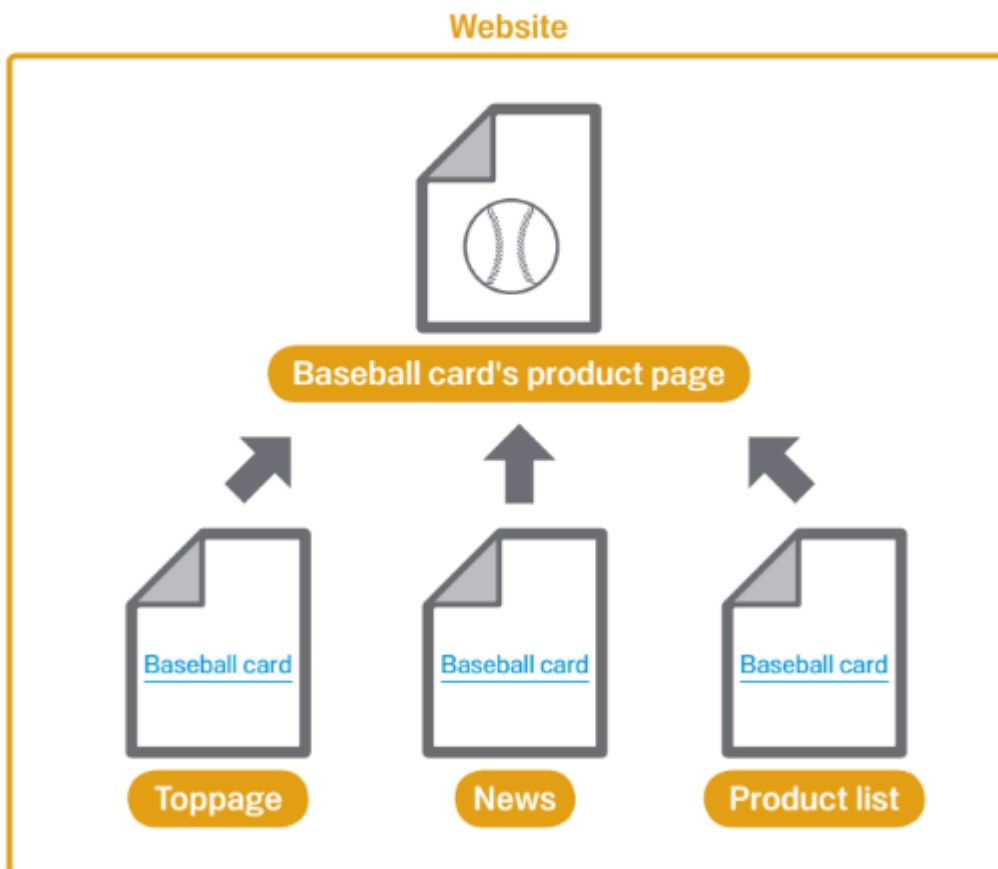 Website
Baseball card's product page
Baseball card
Baseball card
Baseball card
Toppage
News
Product list